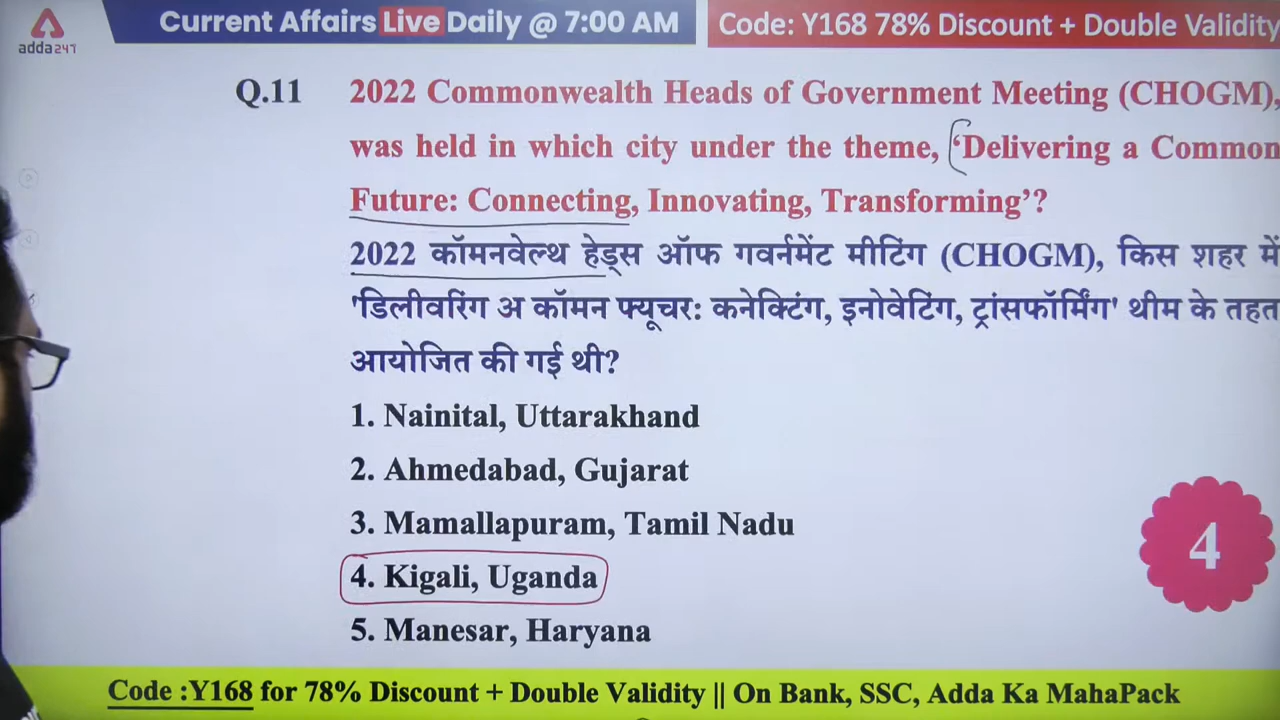 Current Affairs Live Daily @ 7:00 AM
Code: Y168 78% Discount + Double Validity
adda247
Q.11 2022 Commonwealth Heads of Government Meeting (CHOGM),
was held in which city under the theme, ‘Delivering a Common
Future: Connecting, Innovating, Transforming’?
2022 कॉमनवेल्थ हेड्स ऑफ गवर्नमेंट मीटिंग (CHOGM), किस शहर में
'डिलीवरिंग अ कॉमन फ्यूचर: कनेक्टिंग, इनोवेटिंग, ट्रांसफॉर्मिंग' थीम के तहत
आयोजित की गई थी?
1. Nainital, Uttarakhand
2. Ahmedabad, Gujarat
3. Mamallapuram, Tamil Nadu
4. Kigali, Uganda
5. Manesar, Haryana
4
Code :Y168 for 78% Discount + Double Validity || On Bank, SSC, Adda Ka MahaPack